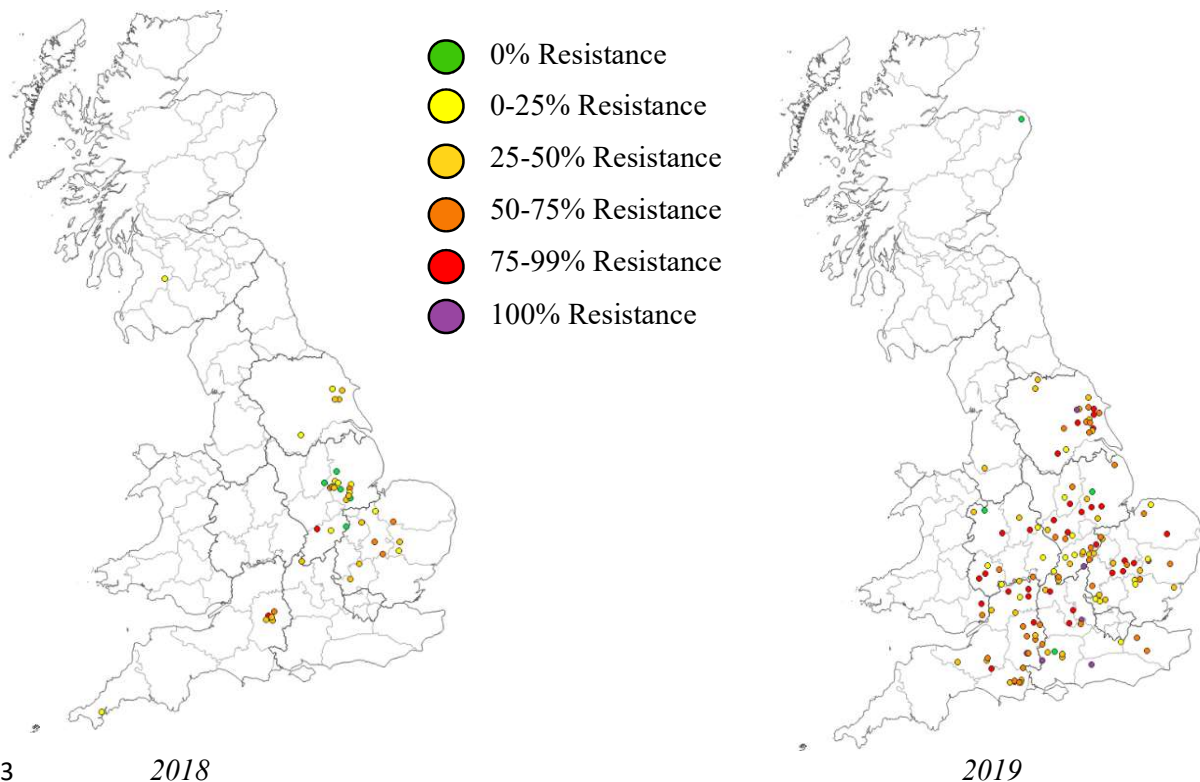 0% Resistance
0-25% Resistance
25-50% Resistance
50-75% Resistance
75-99% Resistance
100% Resistance
3
2018
2019